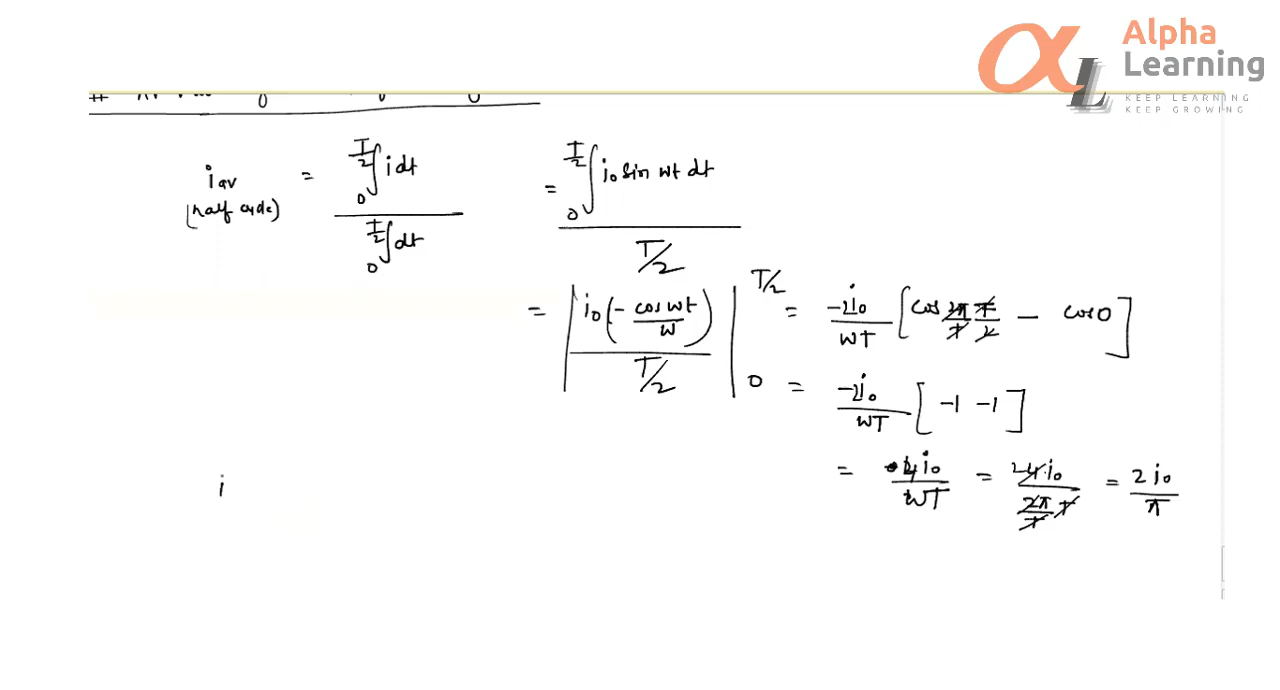 Alpha
Learning
KEEP LEARNING
KEEP GROWING
i_av (half cycle) = ∫₀^{T/2} i dt / ∫₀^{T/2} dt = ∫₀^{T/2} i₀ sin wt dt / T/2
= | i₀ (- cos wt / w) / T/2 |₀^{T/2} = -2i₀ / wT [ cos 2π/T T/2 - cos 0 ]
= -2i₀ / wT [ -1 -1 ]
= 4i₀ / wT = 4i₀ / 2π/T T = 2i₀ / π
i